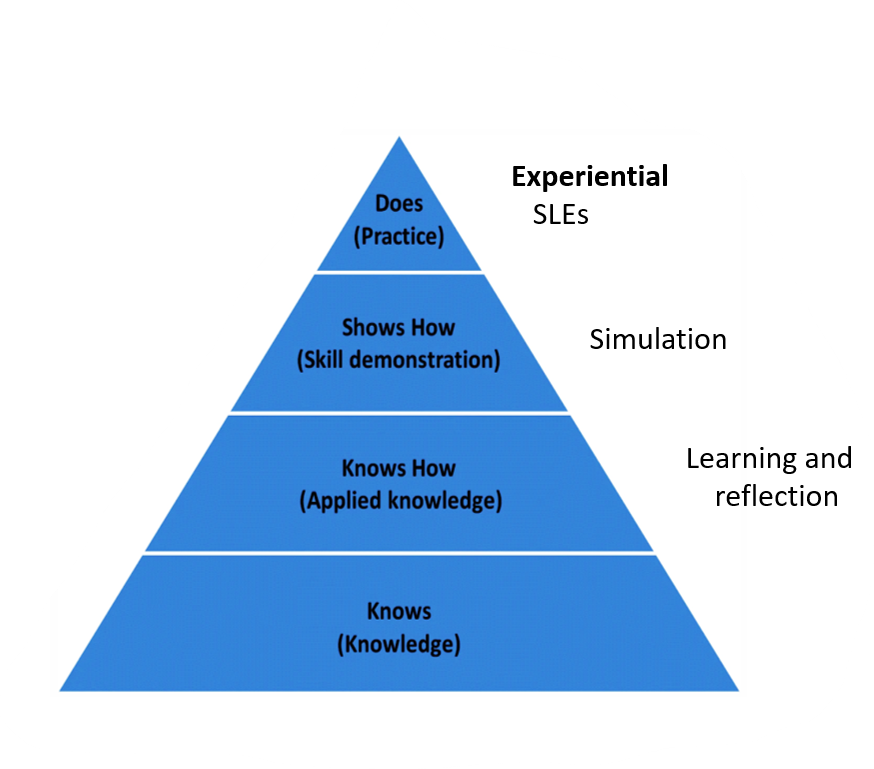 Does
(Practice)
Experiential
SLEs
Shows How
(Skill demonstration)
Simulation
Knows How
(Applied knowledge)
Learning and
reflection
Knows
(Knowledge)